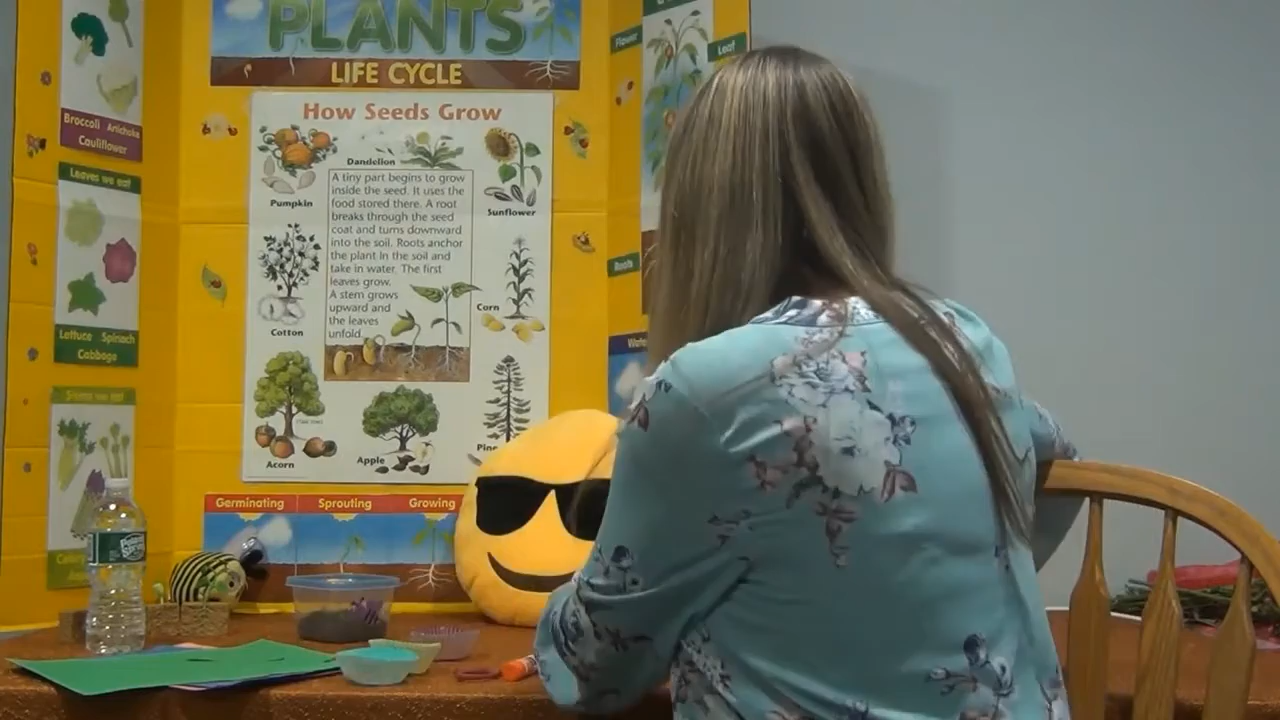 PLANTS
LIFE CYCLE
How Seeds Grow
Pumpkin
Dandelion
Sunflower
A tiny part begins to grow
inside the seed. It uses the
food stored there. A root
breaks through the seed
coat and turns downward
into the soil. Roots anchor
the plant in the soil and
take in water. The first
leaves grow.
A stem grows
upward and
the leaves
unfold.
Cotton
Corn
Acorn
Apple
Pine
Germinating Sprouting Growing
Broccoli Artichoke
Cauliflower
Leaves we eat
Lettuce Spinach
Cabbage
Stems we eat
Flower
Leaf
Roots